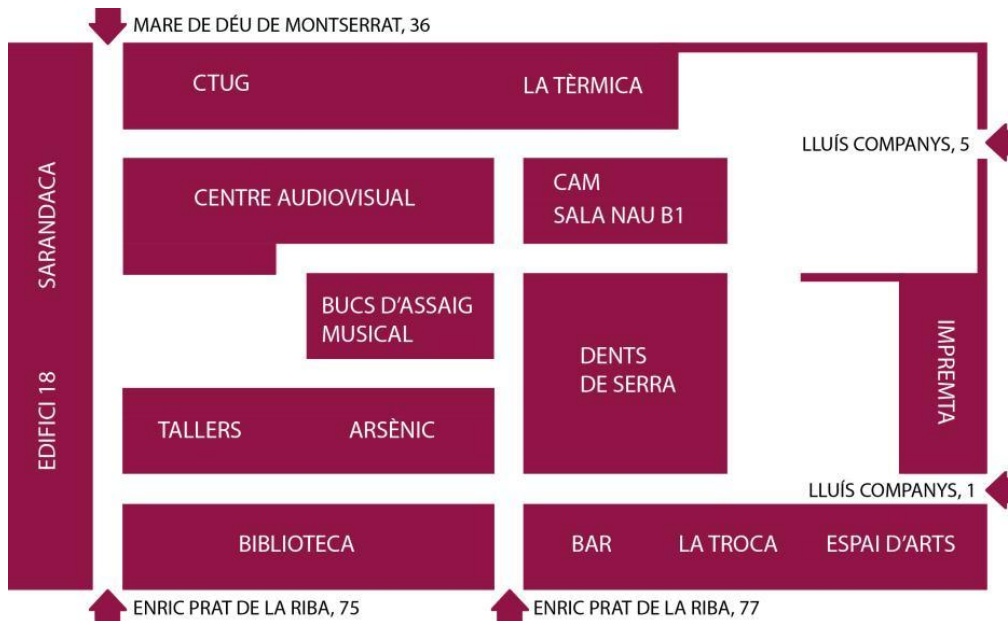 MARE DE DÉU DE MONTSERRAT, 36
CTUG
LA TÈRMICA
LLUÍS COMPANYS, 5
SARANDACA
CENTRE AUDIOVISUAL
CAM
SALA NAU B1
BUCS D'ASSAIG
MUSICAL
DENTS
DE SERRA
IMPREMTA
EDIFICI 18
TALLERS
ARSÈNIC
LLUÍS COMPANYS, 1
BIBLIOTECA
BAR
LA TROCA
ESPAI D'ARTS
ENRIC PRAT DE LA RIBA, 75
ENRIC PRAT DE LA RIBA, 77